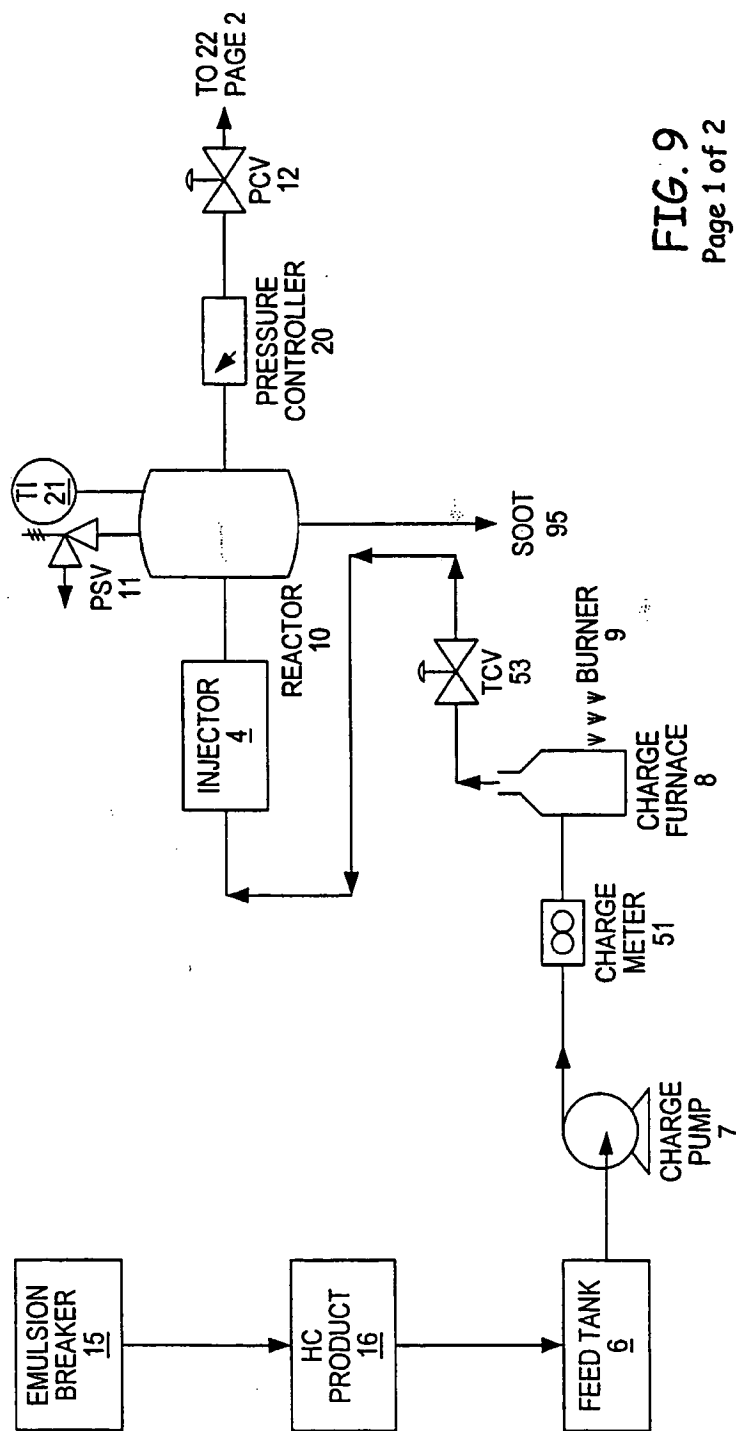 EMULSION
BREAKER
15
HC
PRODUCT
16
FEED TANK
6
CHARGE
PUMP
7
CHARGE
METER
51
CHARGE
FURNACE
8
BURNER
9
TCV
53
INJECTOR
4
REACTOR
10
PSV
11
TI
21
SOOT
95
PRESSURE
CONTROLLER
20
PCV
12
TO 22
PAGE 2
FIG. 9
Page 1 of 2